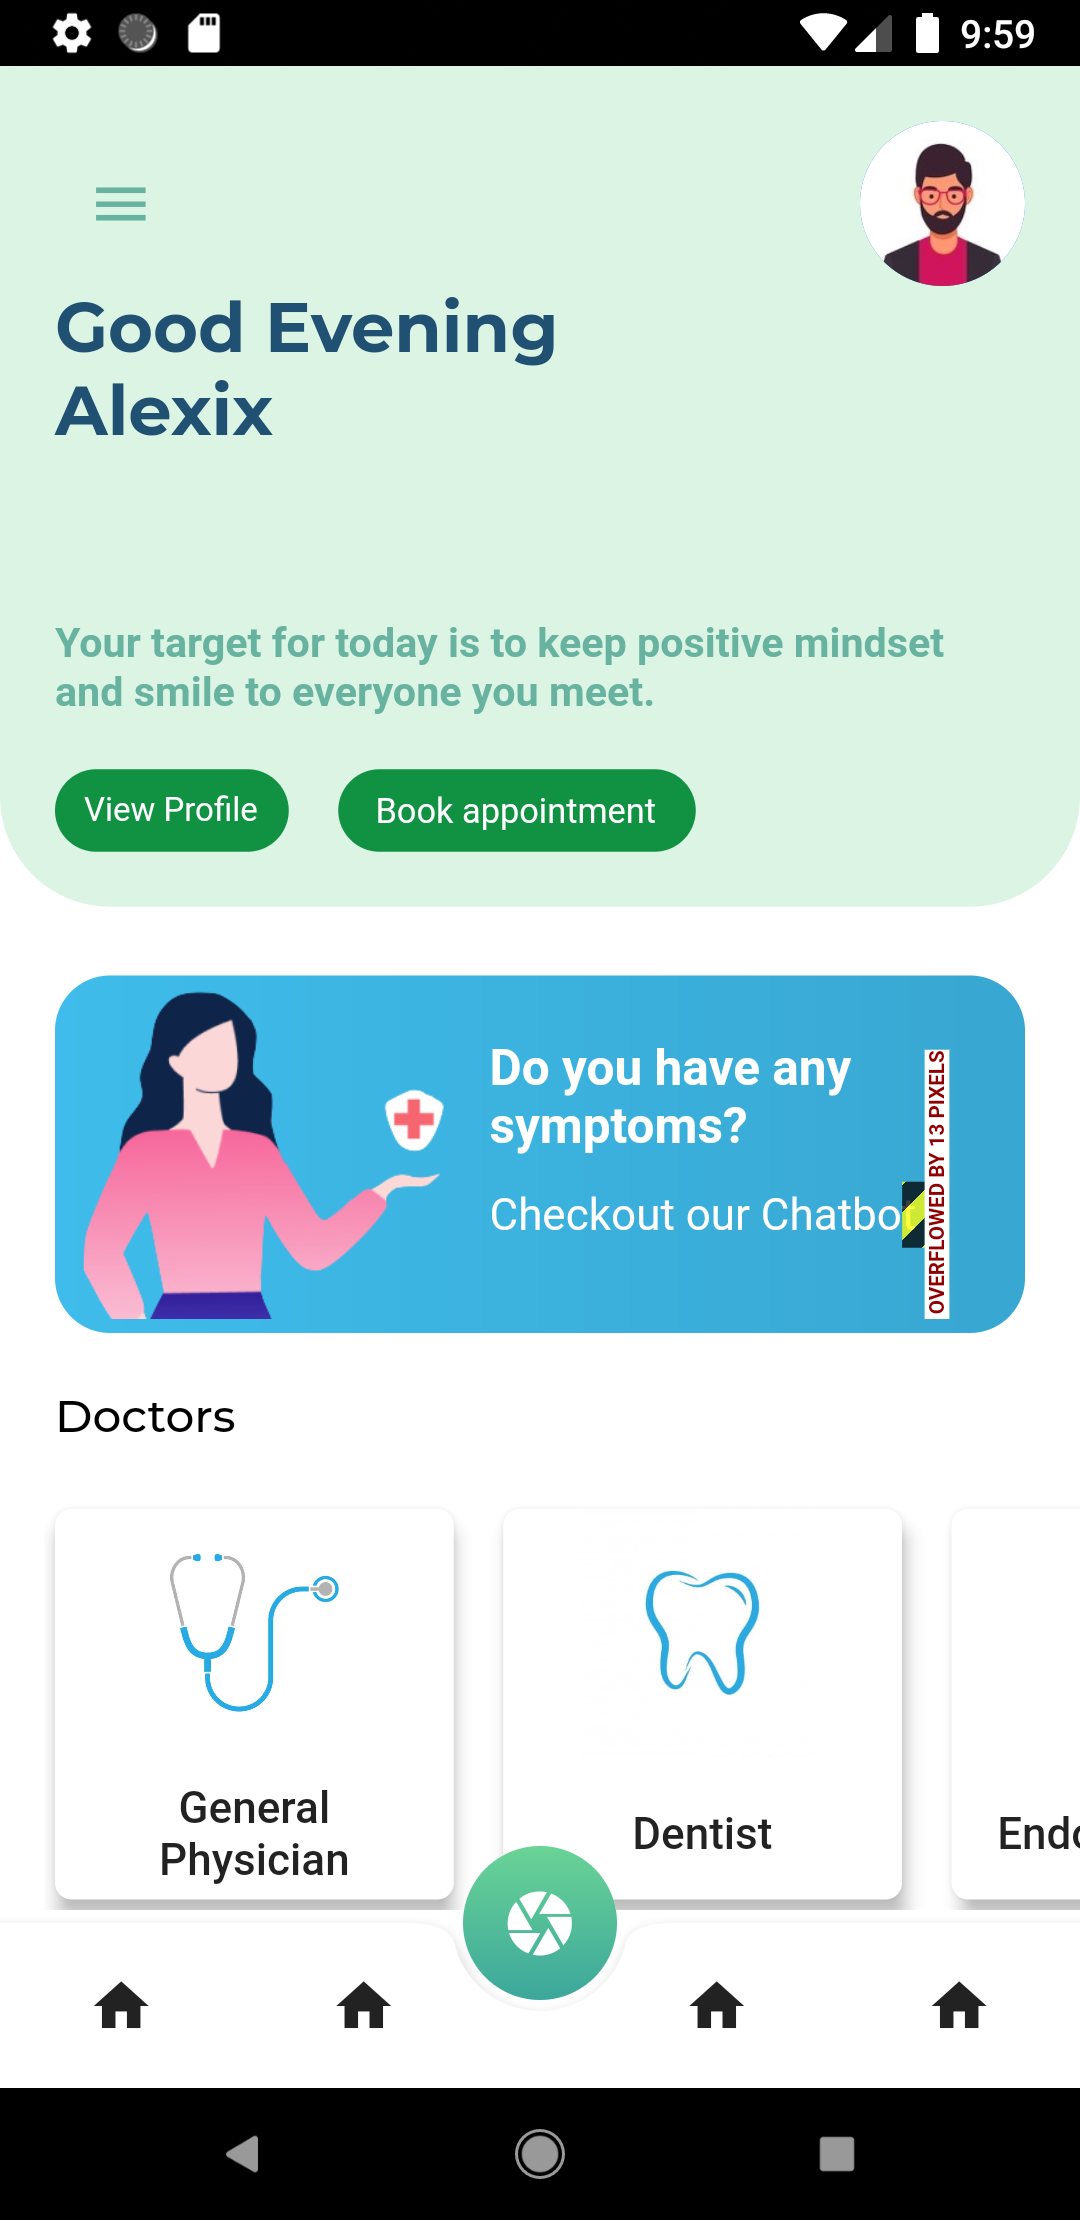 9:59
Good Evening
Alexix
Your target for today is to keep positive mindset
and smile to everyone you meet.
View Profile
Book appointment
Do you have any
symptoms?
Checkout our Chatbot
OVERFLOWED BY 13 PIXELS
Doctors
General
Physician
Dentist
Endo